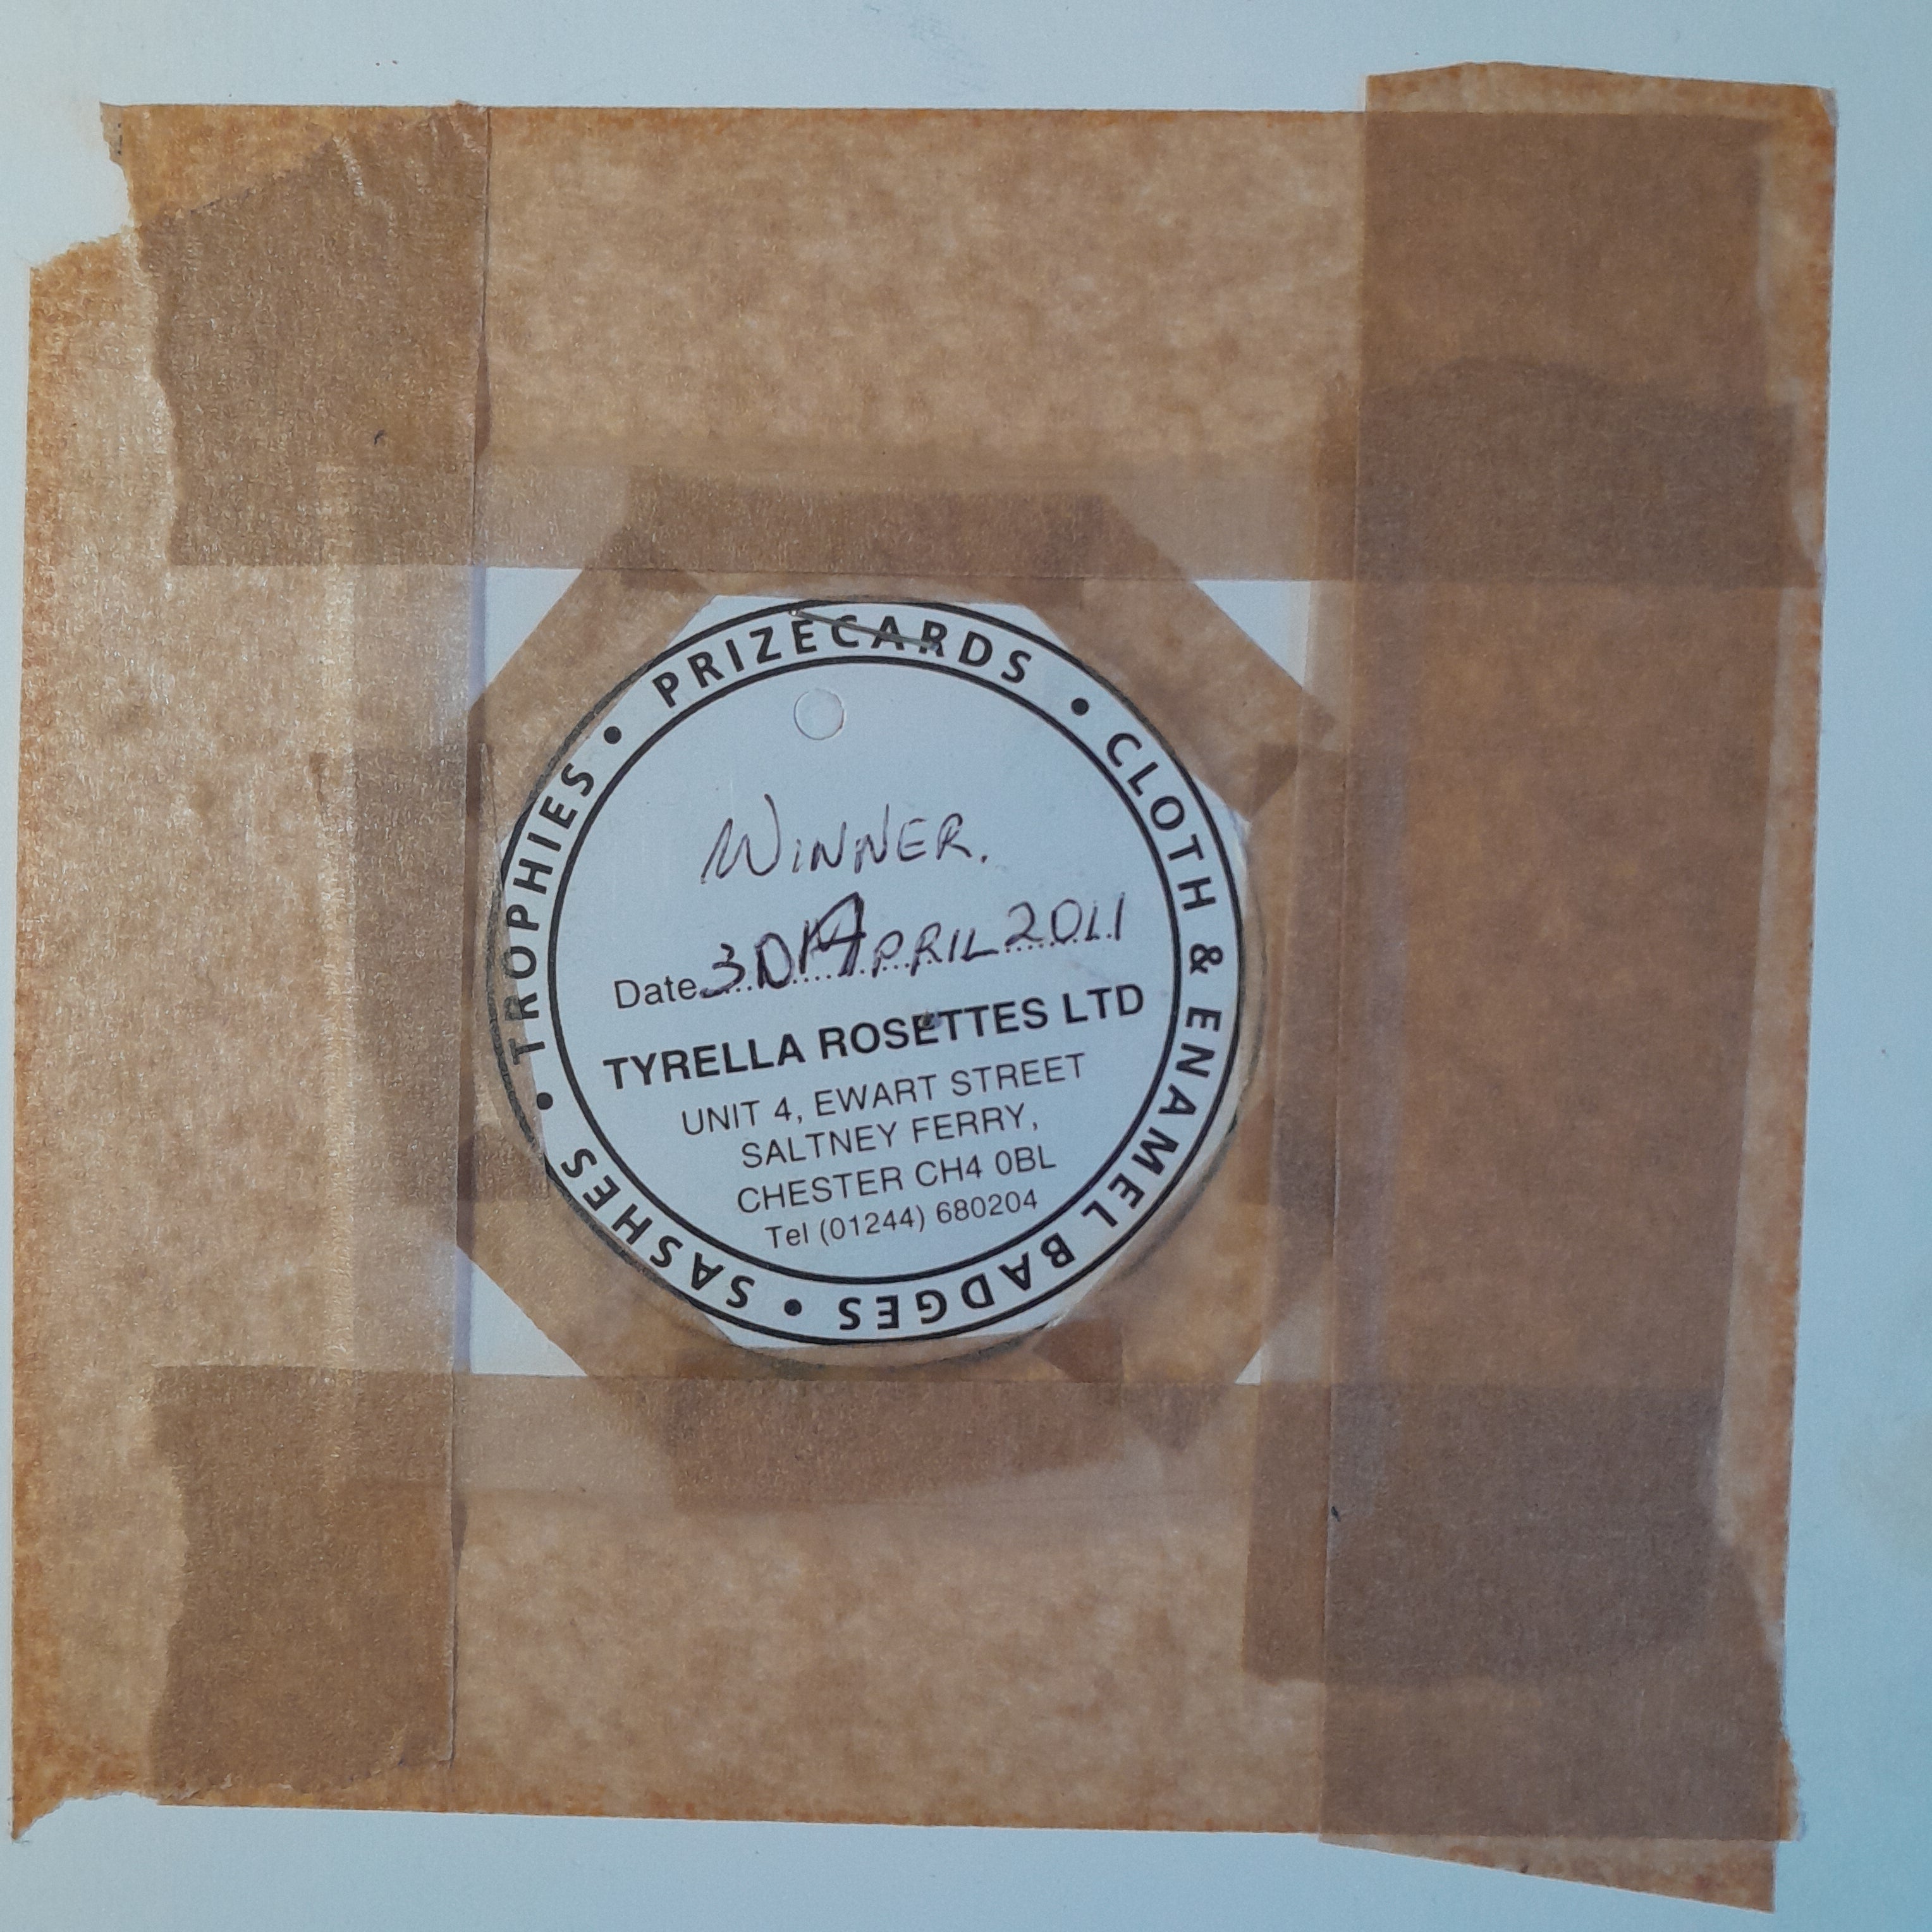 PRIZECARDS • CLOTH & ENAMEL BADGES • SASHES • TROPHIES •
WINNER.
Date 30 APRIL 2011
TYRELLA ROSETTES LTD
UNIT 4, EWART STREET
SALTNEY FERRY,
CHESTER CH4 0BL
Tel (01244) 680204